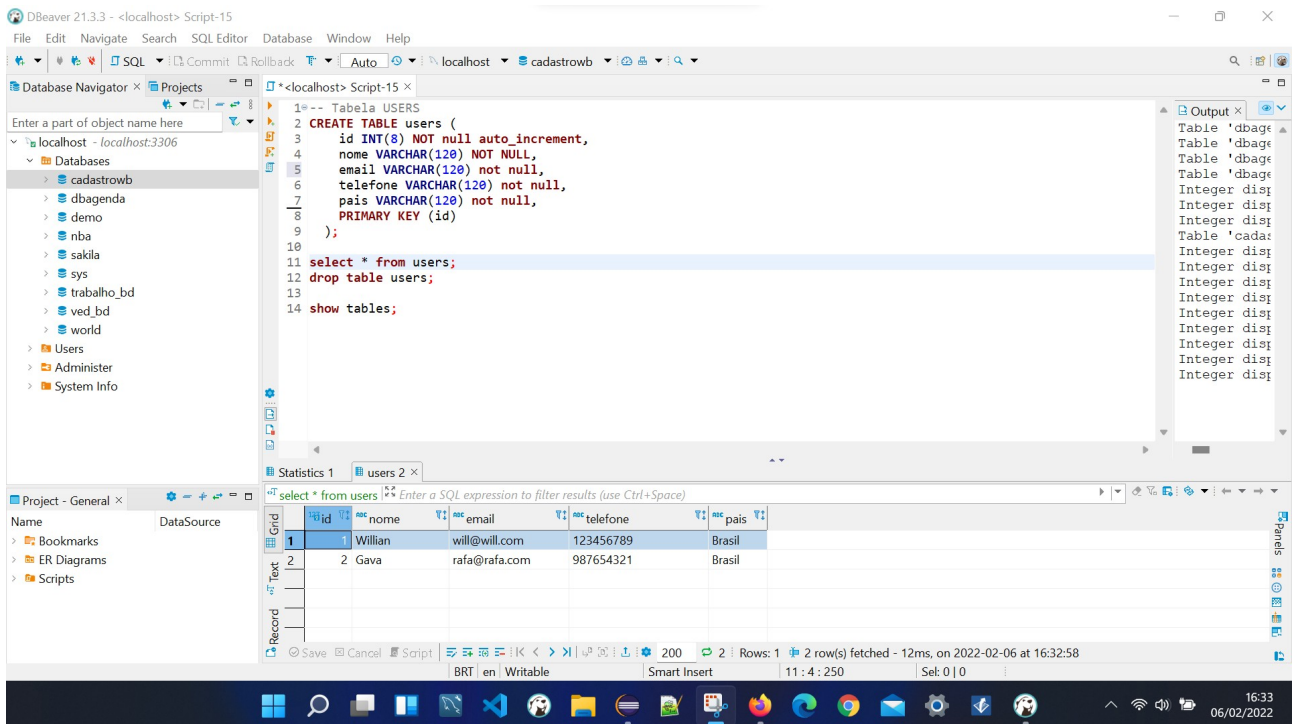 DBeaver 21.3.3 - <localhost> Script-15
File Edit Navigate Search SQL Editor Database Window Help
SQL Commit Rollback Auto localhost cadastrowb
Database Navigator Projects
Enter a part of object name here
localhost - localhost:3306
Databases
cadastrowb
dbagenda
demo
nba
sakila
sys
trabalho_bd
ved_bd
world
Users
Administer
System Info
*<localhost> Script-15
1 -- Tabela USERS
2 CREATE TABLE users (
3 id INT(8) NOT null auto_increment,
4 nome VARCHAR(120) NOT NULL,
5 email VARCHAR(120) not null,
6 telefone VARCHAR(120) not null,
7 pais VARCHAR(120) not null,
8 PRIMARY KEY (id)
9 );
10
11 select * from users;
12 drop table users;
13
14 show tables;
Output
Table 'dbage
Table 'dbage
Table 'dbage
Table 'dbage
Integer disp
Integer disp
Integer disp
Table 'cadas
Integer disp
Integer disp
Integer disp
Integer disp
Integer disp
Integer disp
Integer disp
Integer disp
Integer disp
Project - General
Name DataSource
Bookmarks
ER Diagrams
Scripts
Statistics 1 users 2
select * from users Enter a SQL expression to filter results (use Ctrl+Space)
Grid
Text
Record
id nome email telefone pais
1 1 Willian will@will.com 123456789 Brasil
2 2 Gava rafa@rafa.com 987654321 Brasil
Panels
Save Cancel Script 200 2 Rows: 1 2 row(s) fetched - 12ms, on 2022-02-06 at 16:32:58
BRT en Writable Smart Insert 11 : 4 : 250 Sel: 0 | 0
16:33
06/02/2022